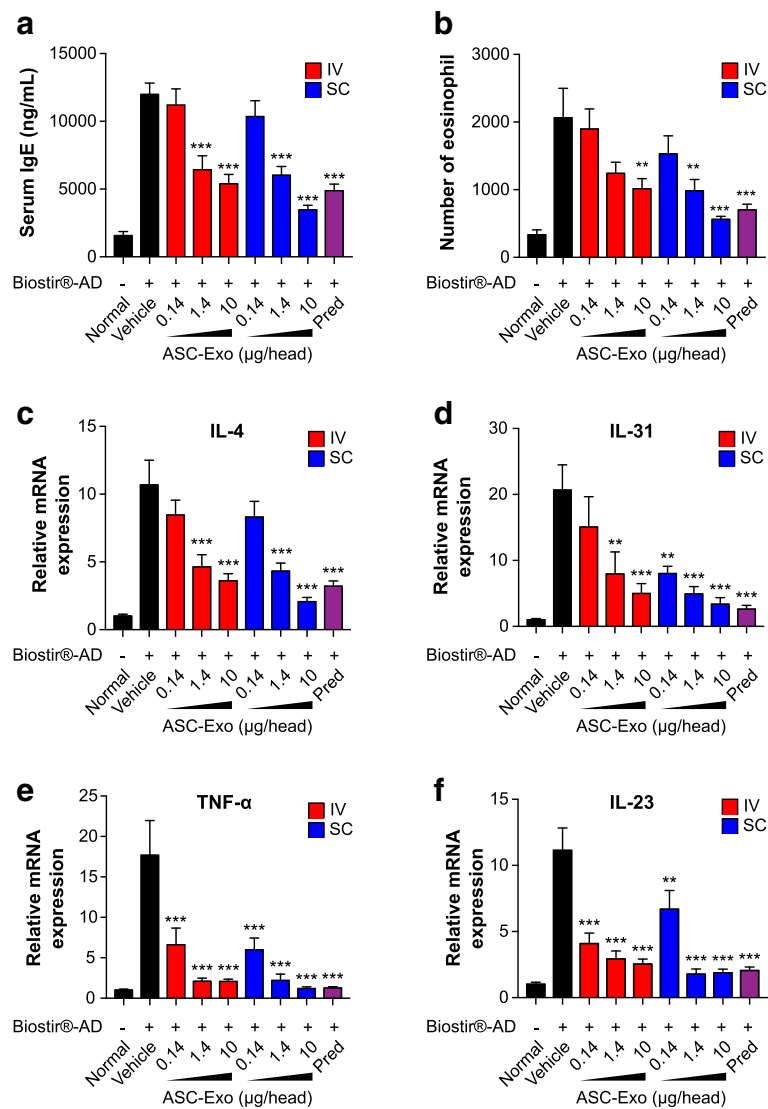 a
Serum IgE (ng/mL)
15000
10000
5000
0
IV
SC
*** *** *** *** ***
Biostir®-AD - + + + + + + + +
Normal Vehicle 0.14 1.4 10 0.14 1.4 10 Pred
ASC-Exo (µg/head)
b
Number of eosinophil
3000
2000
1000
0
IV
SC
** ** *** ***
Biostir®-AD - + + + + + + + +
Normal Vehicle 0.14 1.4 10 0.14 1.4 10 Pred
ASC-Exo (µg/head)
c
IL-4
Relative mRNA
expression
15
10
5
0
IV
SC
*** *** *** *** ***
Biostir®-AD - + + + + + + + +
Normal Vehicle 0.14 1.4 10 0.14 1.4 10 Pred
ASC-Exo (µg/head)
d
IL-31
Relative mRNA
expression
30
20
10
0
IV
SC
** *** ** *** *** ***
Biostir®-AD - + + + + + + + +
Normal Vehicle 0.14 1.4 10 0.14 1.4 10 Pred
ASC-Exo (µg/head)
e
TNF-α
Relative mRNA
expression
25
20
15
10
5
0
IV
SC
*** *** *** *** *** *** ***
Biostir®-AD - + + + + + + + +
Normal Vehicle 0.14 1.4 10 0.14 1.4 10 Pred
ASC-Exo (µg/head)
f
IL-23
Relative mRNA
expression
15
10
5
0
IV
SC
*** *** *** ** *** *** ***
Biostir®-AD - + + + + + + + +
Normal Vehicle 0.14 1.4 10 0.14 1.4 10 Pred
ASC-Exo (µg/head)